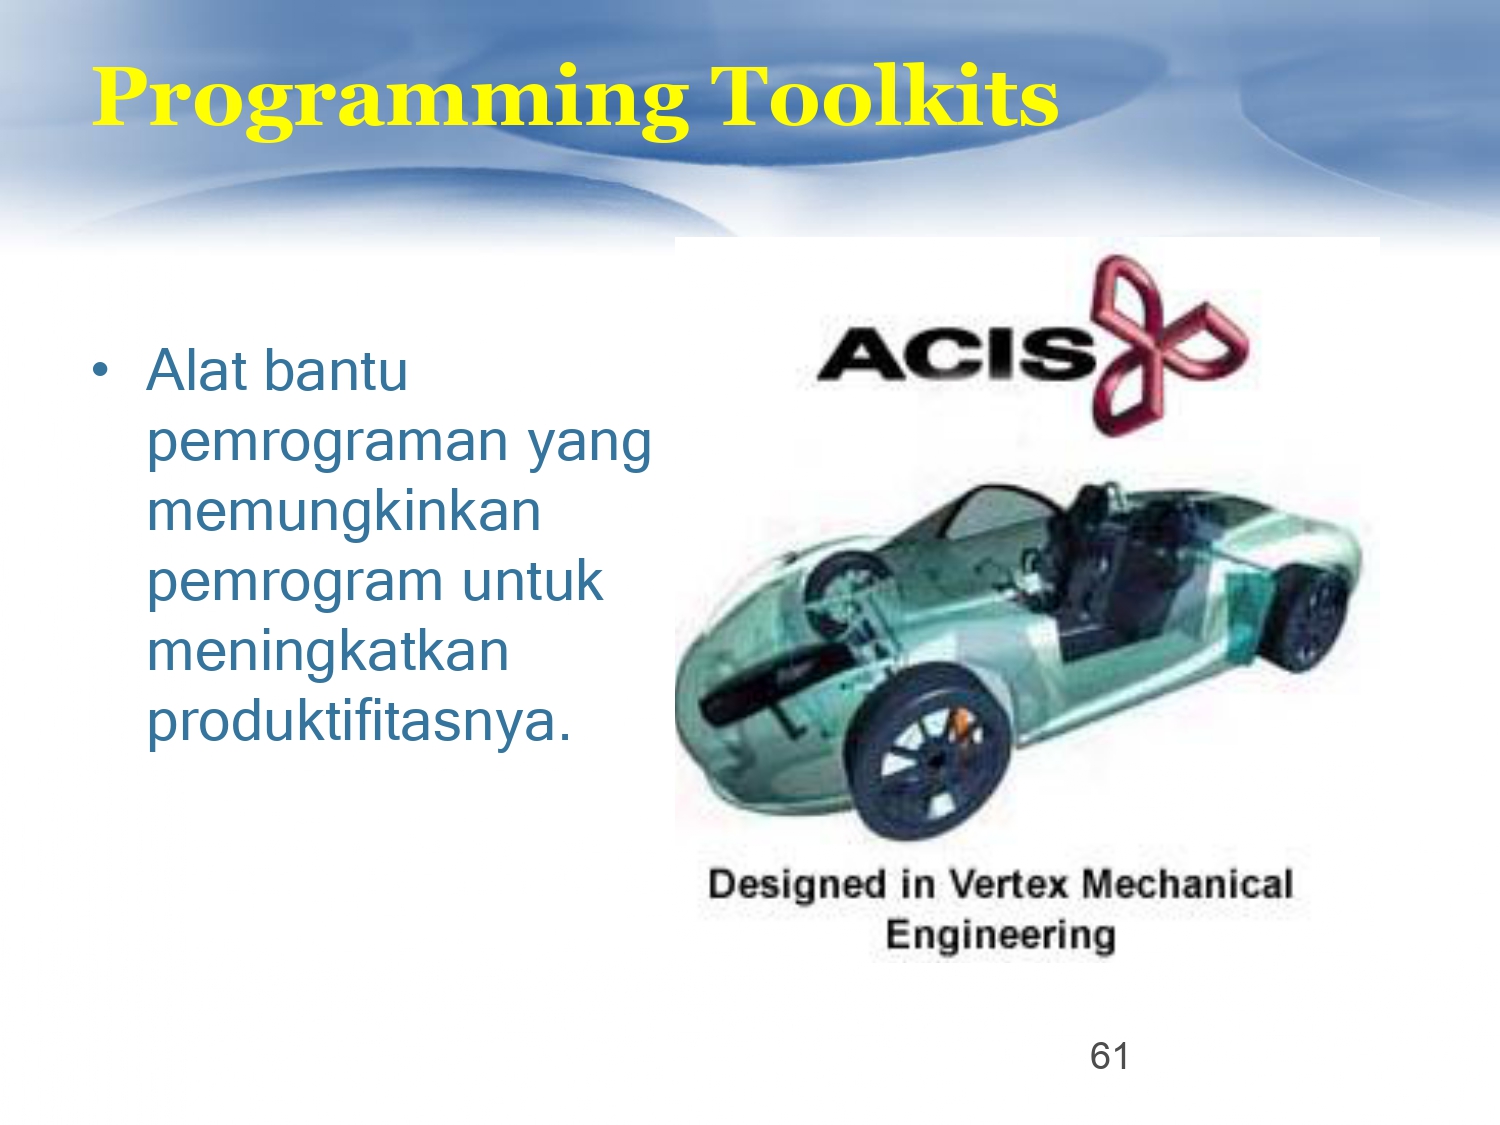 Programming Toolkits
• Alat bantu
pemrograman yang
memungkinkan
pemrogram untuk
meningkatkan
produktifitasnya.
ACIS
Designed in Vertex Mechanical
Engineering
61